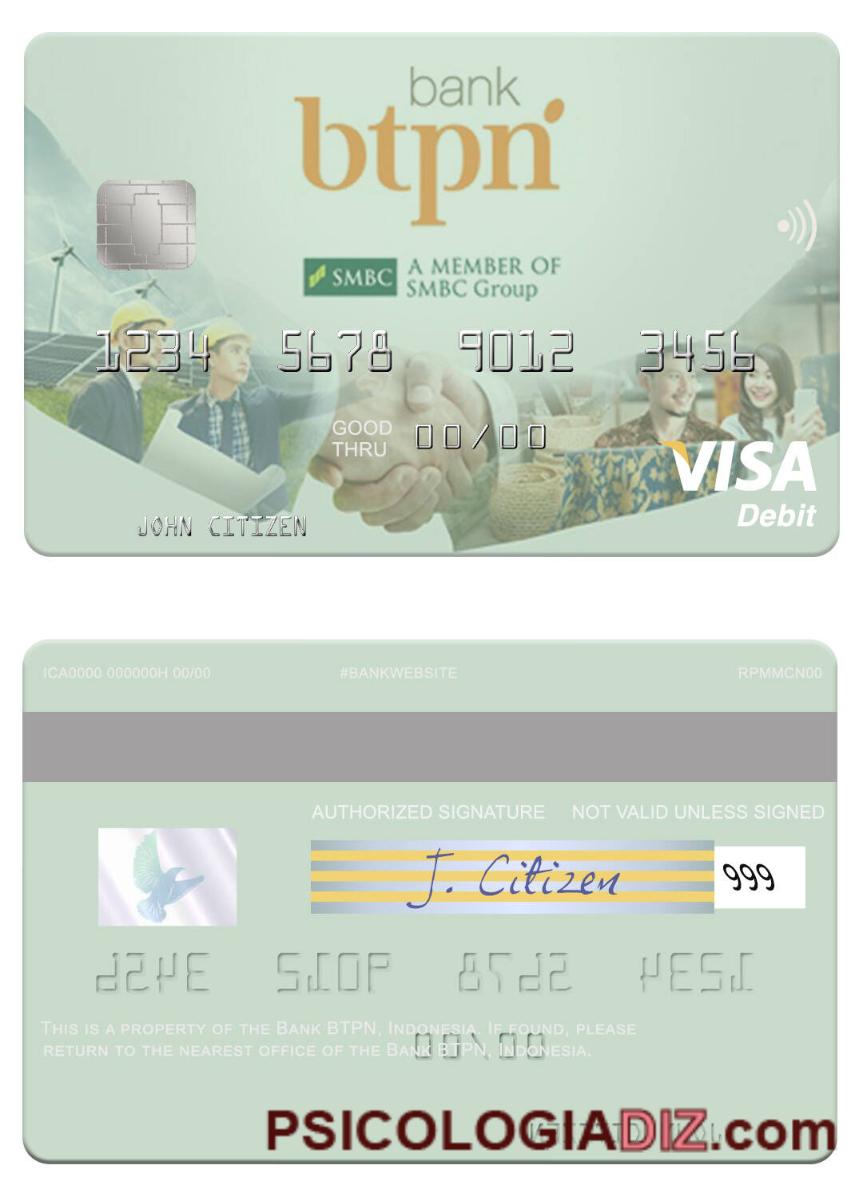 bank
btpn
SMBC A MEMBER OF
SMBC Group
1234 5678 9012 3456
GOOD
THRU 00/00
VISA
Debit
JOHN CITIZEN
ICA0000 000000H 00/00 #BANKWEBSITE RPMMCN00
AUTHORIZED SIGNATURE NOT VALID UNLESS SIGNED
J. Citizen 999
THIS IS A PROPERTY OF THE BANK BTPN, INDONESIA. IF FOUND, PLEASE
RETURN TO THE NEAREST OFFICE OF THE BANK BTPN, INDONESIA.
PSICOLOGIADIZ.com